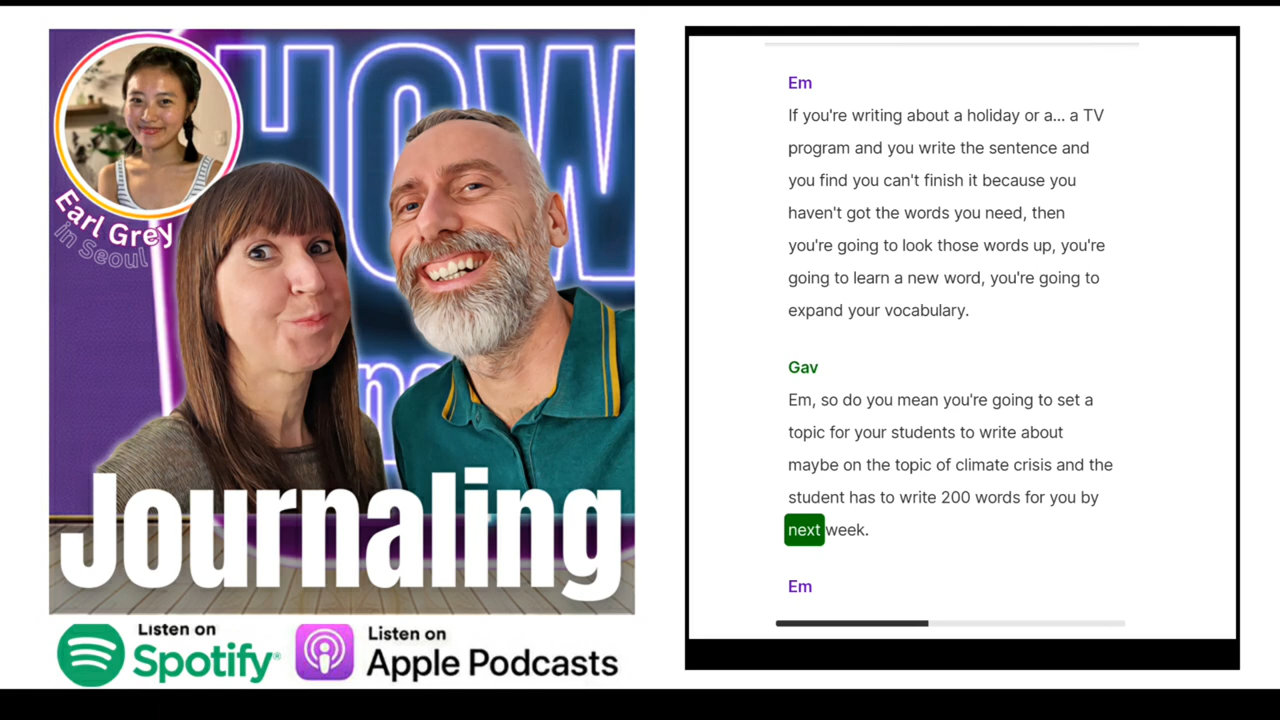 HOW
Earl Grey
in Seoul
Journaling
Listen on
Spotify
Listen on
Apple Podcasts
Em
If you're writing about a holiday or a... a TV
program and you write the sentence and
you find you can't finish it because you
haven't got the words you need, then
you're going to look those words up, you're
going to learn a new word, you're going to
expand your vocabulary.
Gav
Em, so do you mean you're going to set a
topic for your students to write about
maybe on the topic of climate crisis and the
student has to write 200 words for you by
next week.
Em